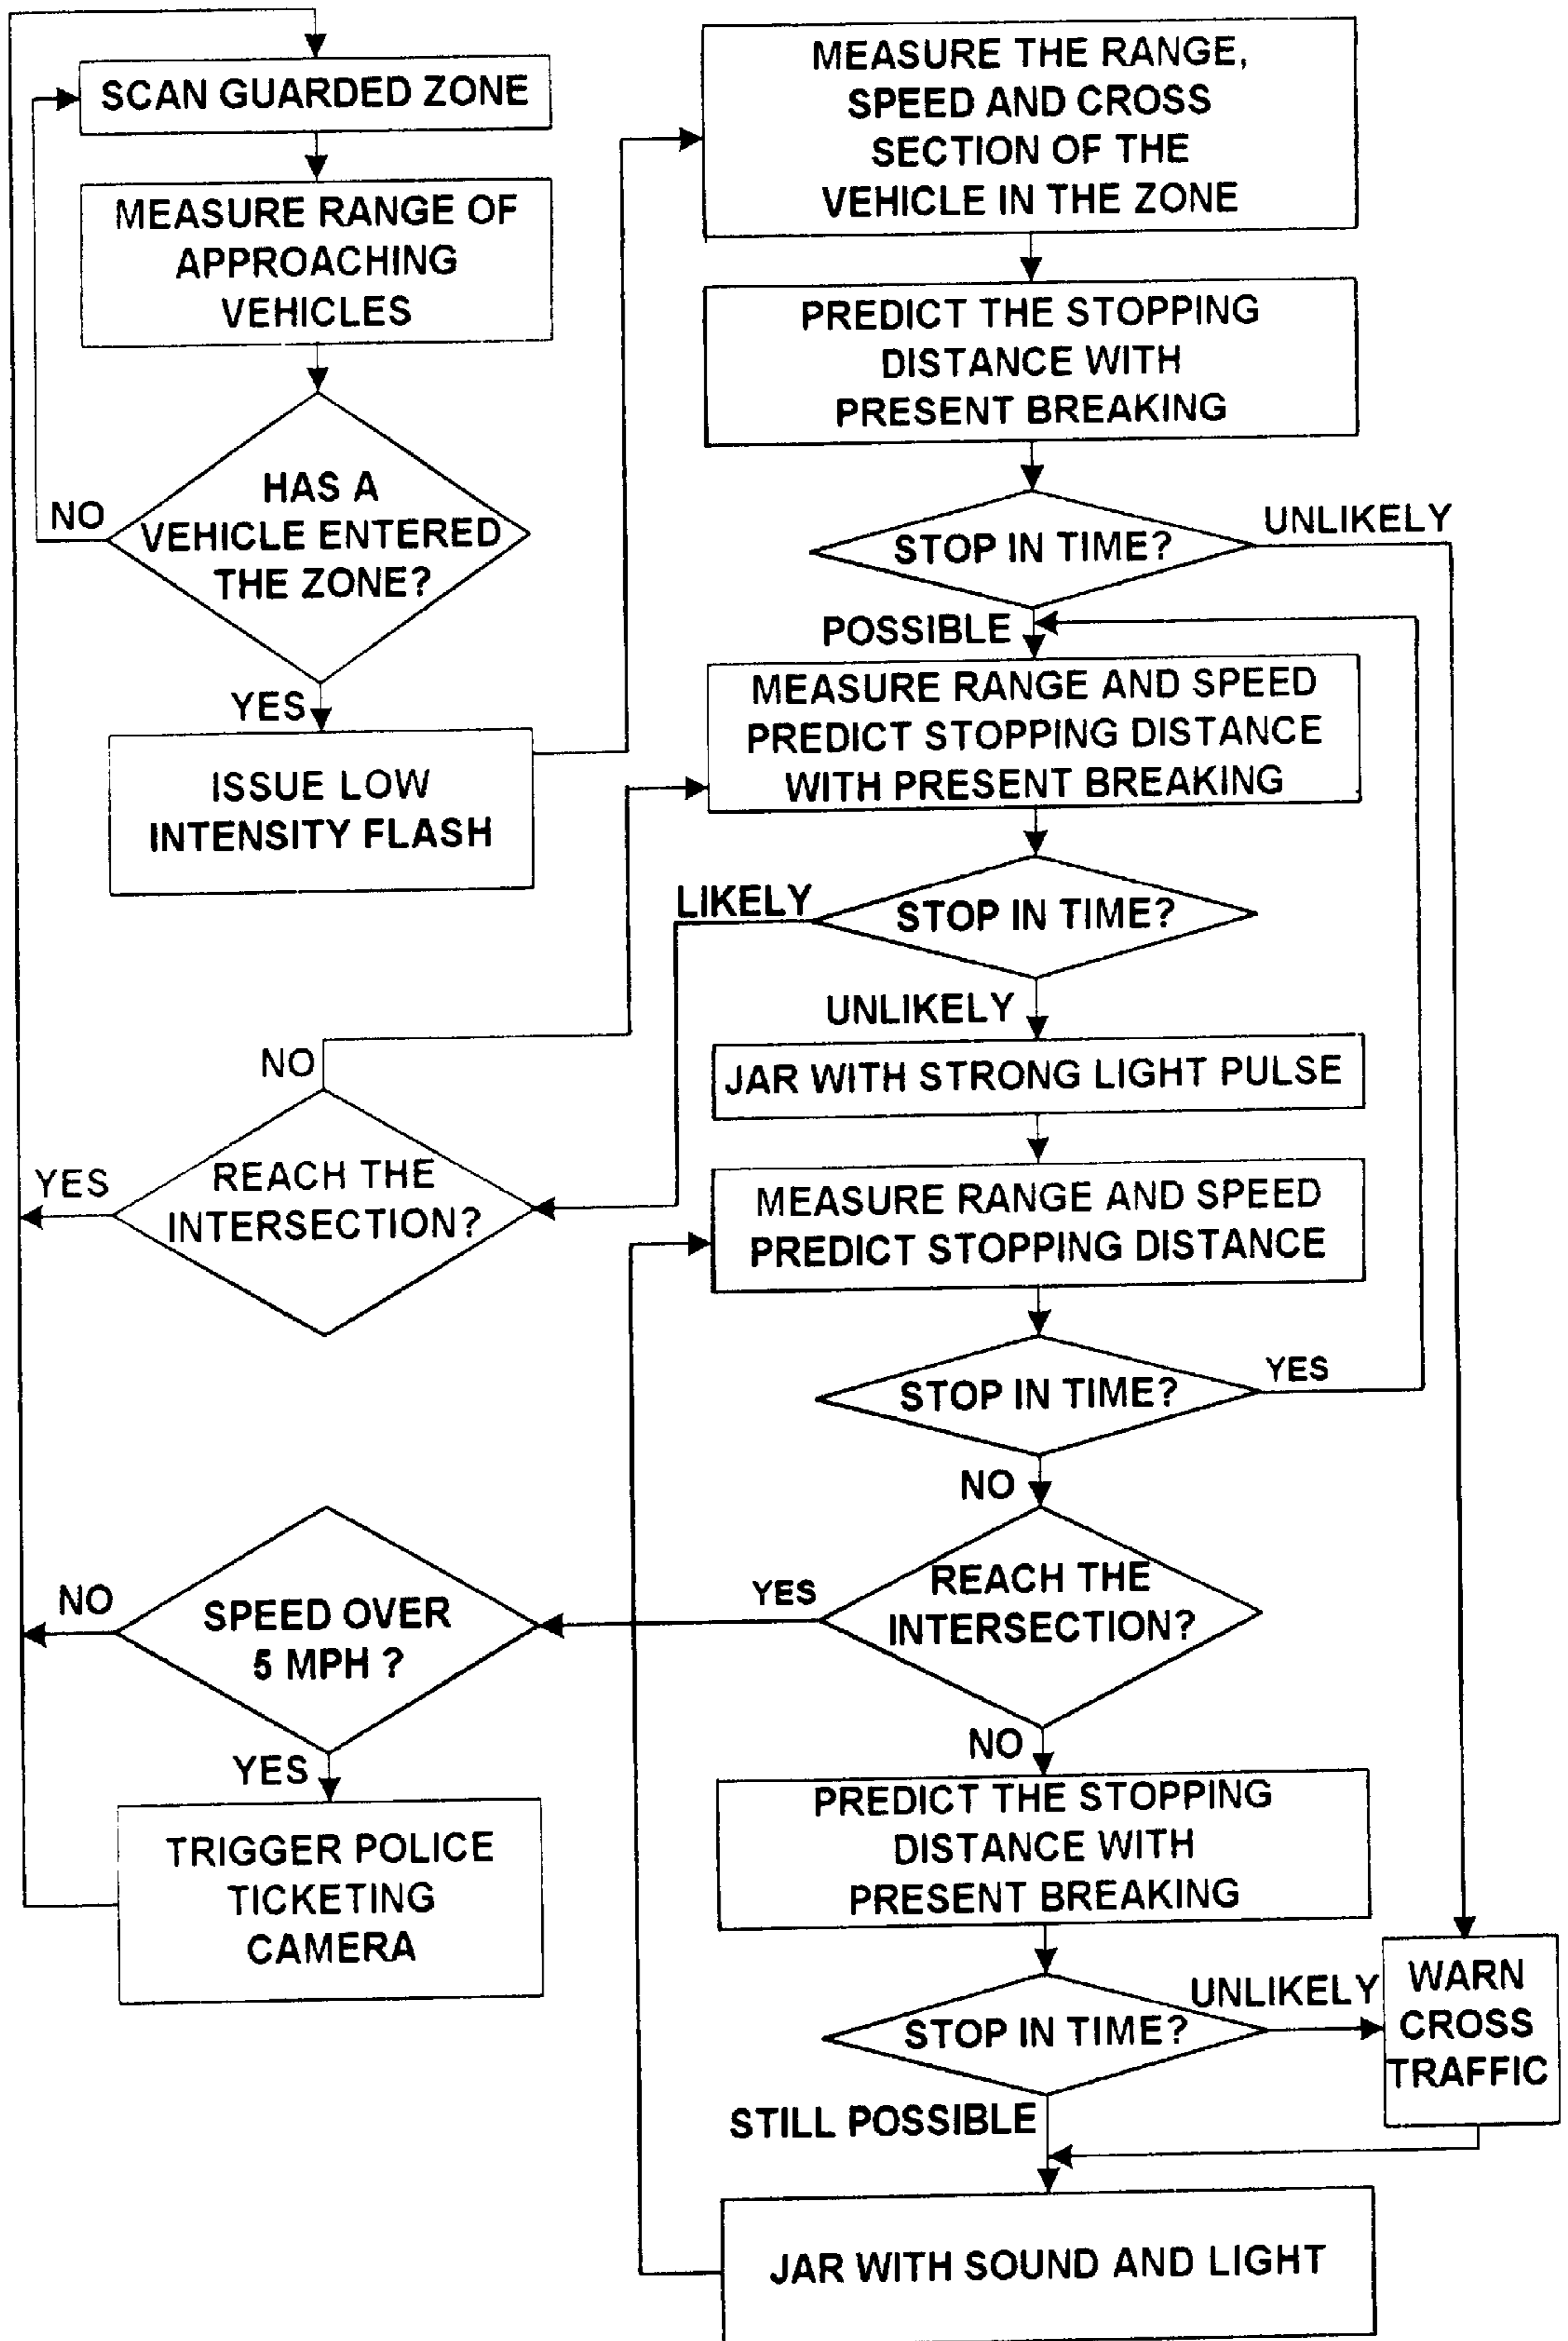 SCAN GUARDED ZONE
MEASURE RANGE OF
APPROACHING
VEHICLES
HAS A
VEHICLE ENTERED
THE ZONE?
NO
YES
ISSUE LOW
INTENSITY FLASH
MEASURE THE RANGE,
SPEED AND CROSS
SECTION OF THE
VEHICLE IN THE ZONE
PREDICT THE STOPPING
DISTANCE WITH
PRESENT BREAKING
STOP IN TIME?
UNLIKELY
POSSIBLE
MEASURE RANGE AND SPEED
PREDICT STOPPING DISTANCE
WITH PRESENT BREAKING
STOP IN TIME?
LIKELY
UNLIKELY
NO
REACH THE
INTERSECTION?
YES
JAR WITH STRONG LIGHT PULSE
MEASURE RANGE AND SPEED
PREDICT STOPPING DISTANCE
STOP IN TIME?
YES
NO
REACH THE
INTERSECTION?
YES
SPEED OVER
5 MPH ?
NO
YES
TRIGGER POLICE
TICKETING
CAMERA
NO
PREDICT THE STOPPING
DISTANCE WITH
PRESENT BREAKING
STOP IN TIME?
UNLIKELY
WARN
CROSS
TRAFFIC
STILL POSSIBLE
JAR WITH SOUND AND LIGHT